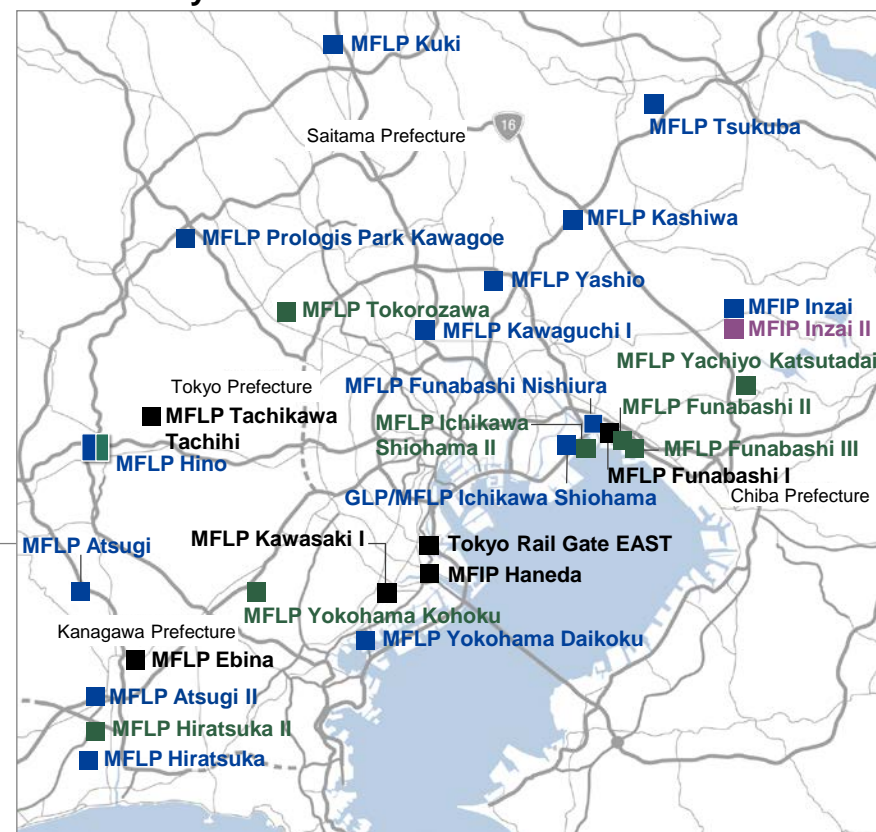 MFLP Kuki
MFLP Tsukuba
Saitama Prefecture
16
MFLP Kashiwa
MFLP Prologis Park Kawagoe
MFLP Yashio
MFLP Tokorozawa
MFIP Inzai
MFLP Kawaguchi I
MFIP Inzai II
MFLP Yachiyo Katsutadai
Tokyo Prefecture
MFLP Funabashi Nishiura
MFLP Tachikawa
Tachihi
MFLP Funabashi II
MFLP Ichikawa
Shiohama II
MFLP Funabashi III
MFLP Hino
MFLP Funabashi I
GLP/MFLP Ichikawa Shiohama
Chiba Prefecture
MFLP Atsugi
MFLP Kawasaki I
Tokyo Rail Gate EAST
MFIP Haneda
MFLP Yokohama Kohoku
Kanagawa Prefecture
MFLP Yokohama Daikoku
MFLP Ebina
MFLP Atsugi II
MFLP Hiratsuka II
MFLP Hiratsuka